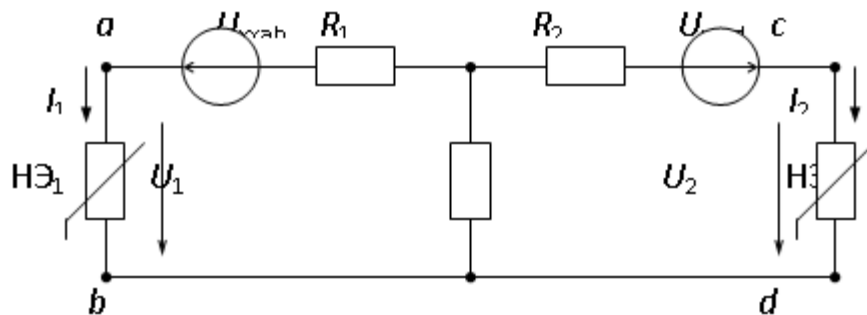 a
R₁
R₂
c
I₁
I₂
НЭ₁
U₁
U₂
b
d